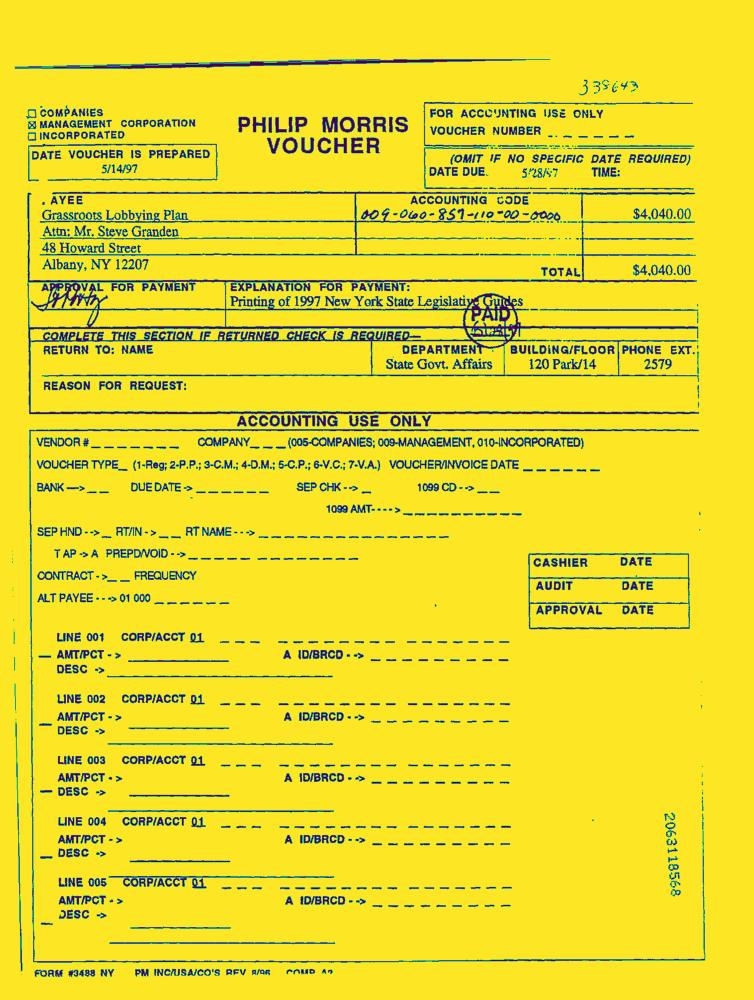 338643
☐ COMPANIES
☒ MANAGEMENT CORPORATION
☐ INCORPORATED
PHILIP MORRIS
VOUCHER
FOR ACCOUNTING USE ONLY
VOUCHER NUMBER _ _ _ _ _ _
DATE VOUCHER IS PREPARED
5/14/97
(OMIT IF NO SPECIFIC DATE REQUIRED)
DATE DUE. 5/28/97 TIME:
. AYEE ACCOUNTING CODE
Grassroots Lobbying Plan 009-060-857-110-00-0000 $4,040.00
Attn: Mr. Steve Granden
48 Howard Street
Albany, NY 12207
TOTAL $4,040.00
APPROVAL FOR PAYMENT EXPLANATION FOR PAYMENT:
Printing of 1997 New York State Legislative Guides
PAID
COMPLETE THIS SECTION IF RETURNED CHECK IS REQUIRED—
RETURN TO: NAME DEPARTMENT BUILDING/FLOOR PHONE EXT.
State Govt. Affairs 120 Park/14 2579
REASON FOR REQUEST:
ACCOUNTING USE ONLY
VENDOR # _ _ _ _ _ _ _ COMPANY _ _ _ (005-COMPANIES; 009-MANAGEMENT, 010-INCORPORATED)
VOUCHER TYPE _ (1-Reg; 2-P.P.; 3-C.M.; 4-D.M.; 5-C.P.; 6-V.C.; 7-V.A.) VOUCHER/INVOICE DATE _ _ _ _ _ _
BANK --> _ _ DUE DATE -> _ _ _ _ _ _ SEP CHK --> _ 1099 CD --> _ _
1099 AMT----> _ _ _ _ _ _ _ _ _
SEP HND --> _ RT/IN -> _ _ RT NAME ---> _ _ _ _ _ _ _ _ _ _ _ _ _ _
T AP -> A PREPD/VOID --> _ _ _ _ _ _ _ _ _ _ _ _
CONTRACT -> _ _ FREQUENCY
ALT PAYEE ---> 01 000 _ _ _ _ _ _
CASHIER DATE
AUDIT DATE
APPROVAL DATE
LINE 001 CORP/ACCT 01 _ _ _ _ _ _ _ _ _ _ _ _ _
AMT/PCT -> A ID/BRCD --> _ _ _ _ _ _ _ _
DESC ->
LINE 002 CORP/ACCT 01 _ _ _ _ _ _ _ _ _ _ _ _ _
AMT/PCT -> A ID/BRCD --> _ _ _ _ _ _ _ _
DESC ->
LINE 003 CORP/ACCT 01 _ _ _ _ _ _ _ _ _ _ _ _ _
AMT/PCT -> A ID/BRCD --> _ _ _ _ _ _ _ _
DESC ->
LINE 004 CORP/ACCT 01 _ _ _ _ _ _ _ _ _ _ _ _ _
AMT/PCT -> A ID/BRCD --> _ _ _ _ _ _ _ _
DESC ->
LINE 005 CORP/ACCT 01 _ _ _ _ _ _ _ _ _ _ _ _ _
AMT/PCT -> A ID/BRCD --> _ _ _ _ _ _ _ _
DESC ->
2063118568
FORM #3488 NY PM INC/USA/CO'S REV 8/96 COMP A2